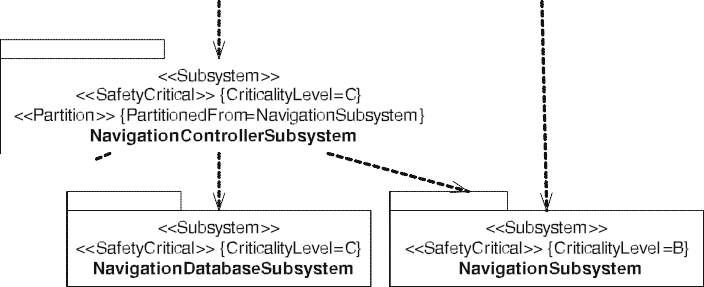 <<Subsystem>>
<<SafetyCritical>> {CriticalityLevel=C}
<<Partition>> {PartitionedFrom=NavigationSubsystem}
NavigationControllerSubsystem
<<Subsystem>>
<<SafetyCritical>> {CriticalityLevel=C}
NavigationDatabaseSubsystem
<<Subsystem>>
<<SafetyCritical>> {CriticalityLevel=B}
NavigationSubsystem